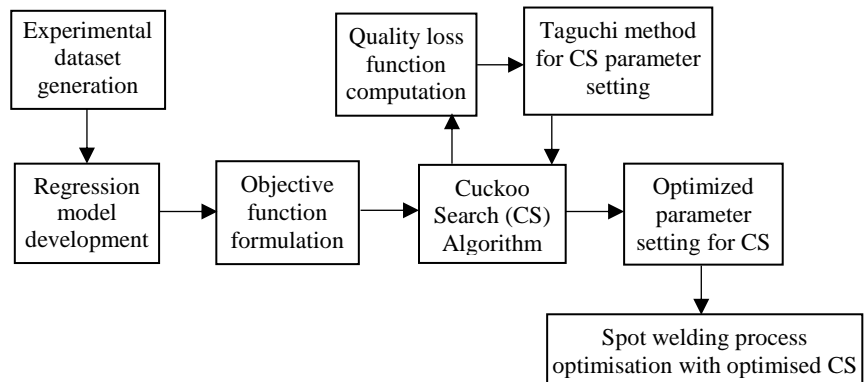 Experimental
dataset
generation
Quality loss
function
computation
Taguchi method
for CS parameter
setting
Regression
model
development
Objective
function
formulation
Cuckoo
Search (CS)
Algorithm
Optimized
parameter
setting for CS
Spot welding process
optimisation with optimised CS